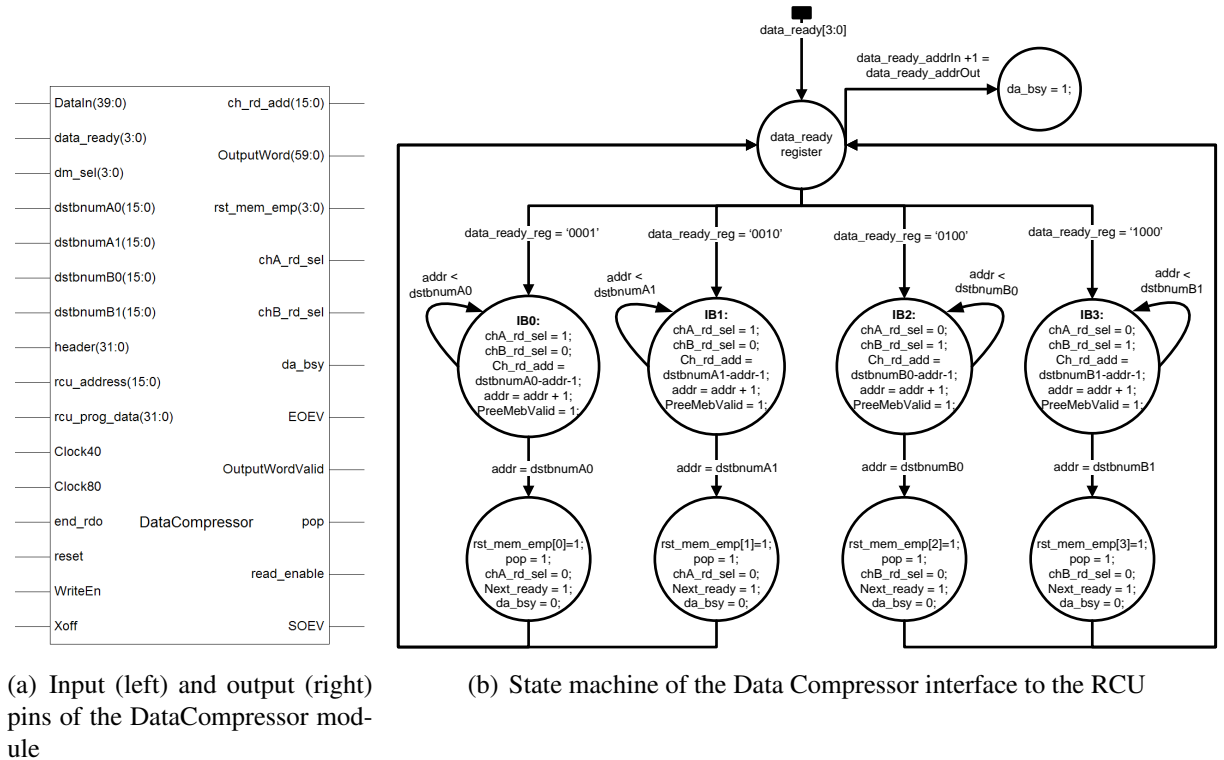 DataIn(39:0)
data_ready(3:0)
dm_sel(3:0)
dstbnumA0(15:0)
dstbnumA1(15:0)
dstbnumB0(15:0)
dstbnumB1(15:0)
header(31:0)
rcu_address(15:0)
rcu_prog_data(31:0)
Clock40
Clock80
end_rdo
reset
WriteEn
Xoff
DataCompressor
ch_rd_add(15:0)
OutputWord(59:0)
rst_mem_emp(3:0)
chA_rd_sel
chB_rd_sel
da_bsy
EOEV
OutputWordValid
pop
read_enable
SOEV
(a) Input (left) and output (right)
pins of the DataCompressor mod-
ule
data_ready[3:0]
data_ready_addrIn +1 =
data_ready_addrOut
da_bsy = 1;
data_ready
register
data_ready_reg = ‘0001’
data_ready_reg = ‘0010’
data_ready_reg = ‘0100’
data_ready_reg = ‘1000’
addr <
dstbnumA0
addr <
dstbnumA1
addr <
dstbnumB0
addr <
dstbnumB1
IB0:
chA_rd_sel = 1;
chB_rd_sel = 0;
Ch_rd_add =
dstbnumA0-addr-1;
addr = addr + 1;
PreeMebValid = 1;
IB1:
chA_rd_sel = 1;
chB_rd_sel = 0;
Ch_rd_add =
dstbnumA1-addr-1;
addr = addr + 1;
PreeMebValid = 1;
IB2:
chA_rd_sel = 0;
chB_rd_sel = 1;
Ch_rd_add =
dstbnumB0-addr-1;
addr = addr + 1;
PreeMebValid = 1;
IB3:
chA_rd_sel = 0;
chB_rd_sel = 1;
Ch_rd_add =
dstbnumB1-addr-1;
addr = addr + 1;
PreeMebValid = 1;
addr = dstbnumA0
addr = dstbnumA1
addr = dstbnumB0
addr = dstbnumB1
rst_mem_emp[0]=1;
pop = 1;
chA_rd_sel = 0;
Next_ready = 1;
da_bsy = 0;
rst_mem_emp[1]=1;
pop = 1;
chA_rd_sel = 0;
Next_ready = 1;
da_bsy = 0;
rst_mem_emp[2]=1;
pop = 1;
chB_rd_sel = 0;
Next_ready = 1;
da_bsy = 0;
rst_mem_emp[3]=1;
pop = 1;
chB_rd_sel = 0;
Next_ready = 1;
da_bsy = 0;
(b) State machine of the Data Compressor interface to the RCU